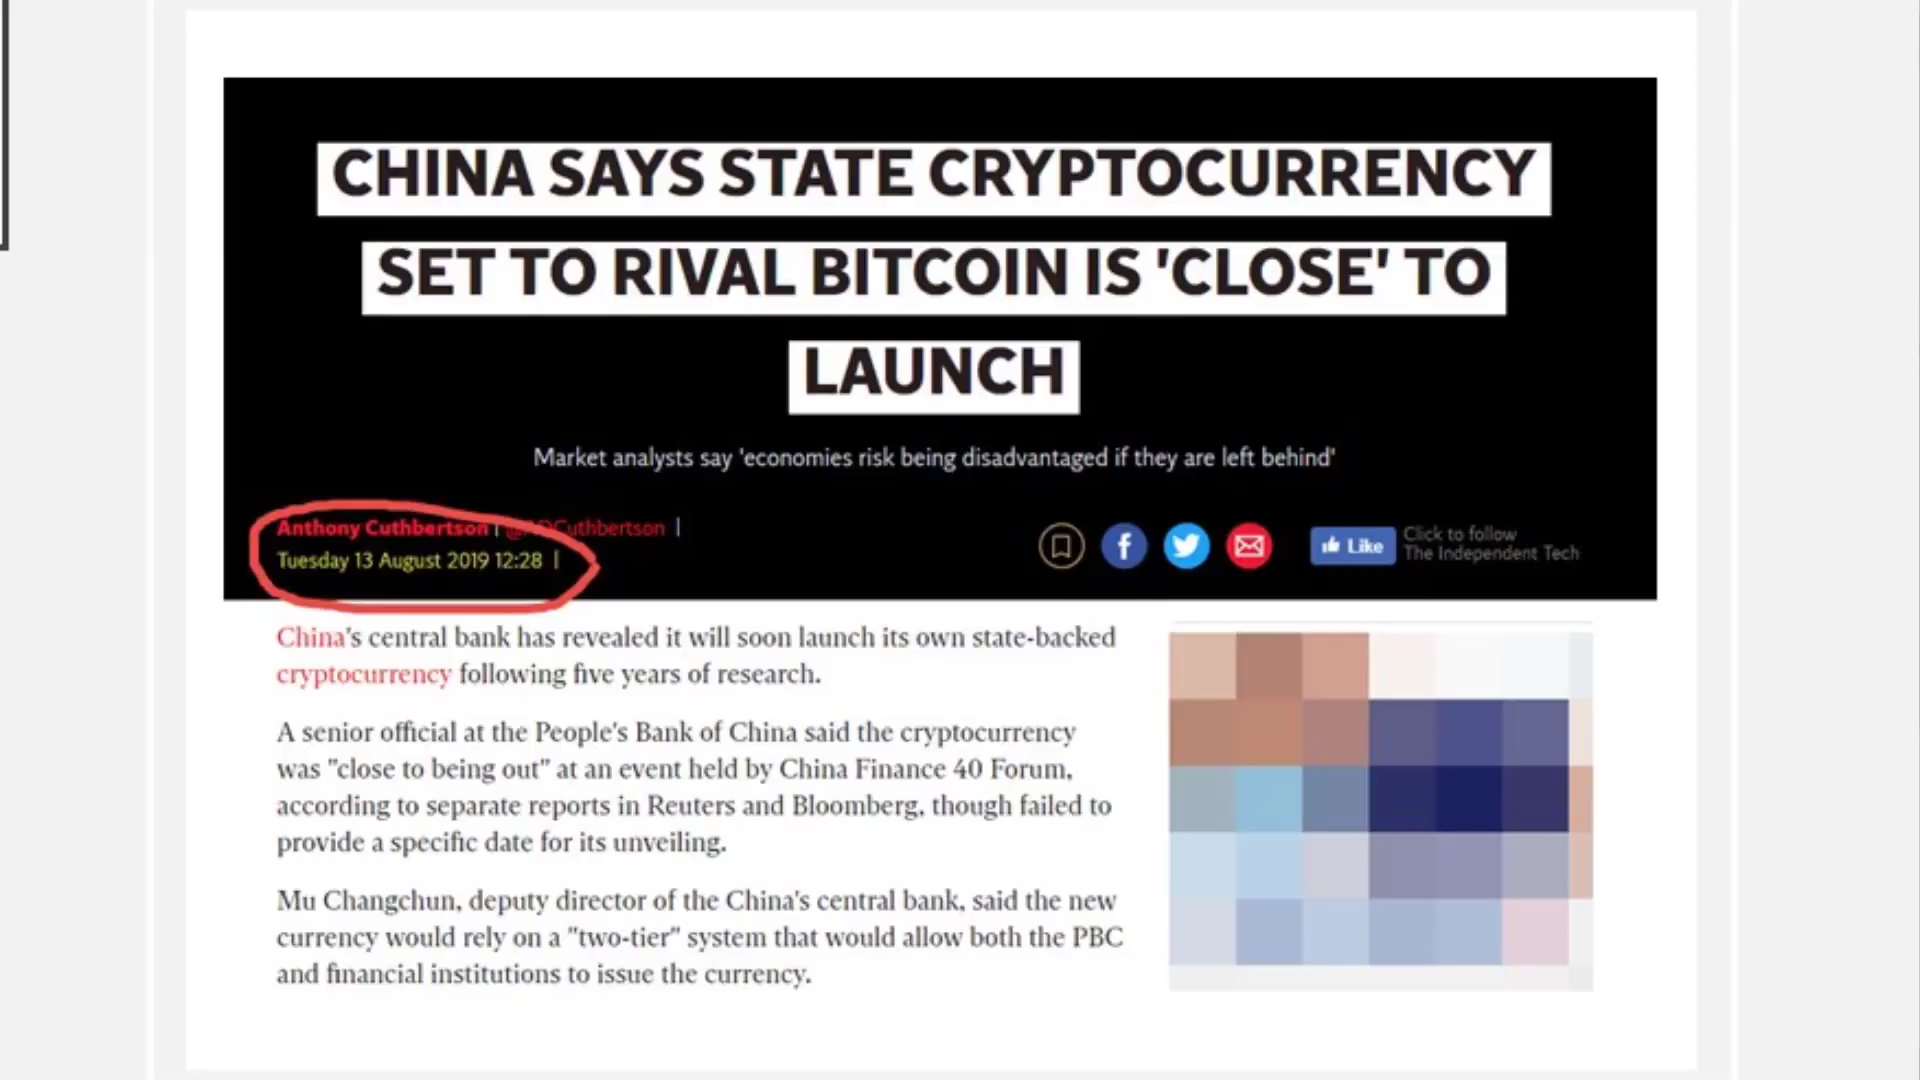 CHINA SAYS STATE CRYPTOCURRENCY
SET TO RIVAL BITCOIN IS 'CLOSE' TO
LAUNCH
Market analysts say 'economies risk being disadvantaged if they are left behind'
Anthony Cuthbertson | @ADCuthbertson |
Tuesday 13 August 2019 12:28 |
Like
Click to follow
The Independent Tech
China's central bank has revealed it will soon launch its own state-backed
cryptocurrency following five years of research.
A senior official at the People's Bank of China said the cryptocurrency
was "close to being out" at an event held by China Finance 40 Forum,
according to separate reports in Reuters and Bloomberg, though failed to
provide a specific date for its unveiling.
Mu Changchun, deputy director of the China's central bank, said the new
currency would rely on a "two-tier" system that would allow both the PBC
and financial institutions to issue the currency.